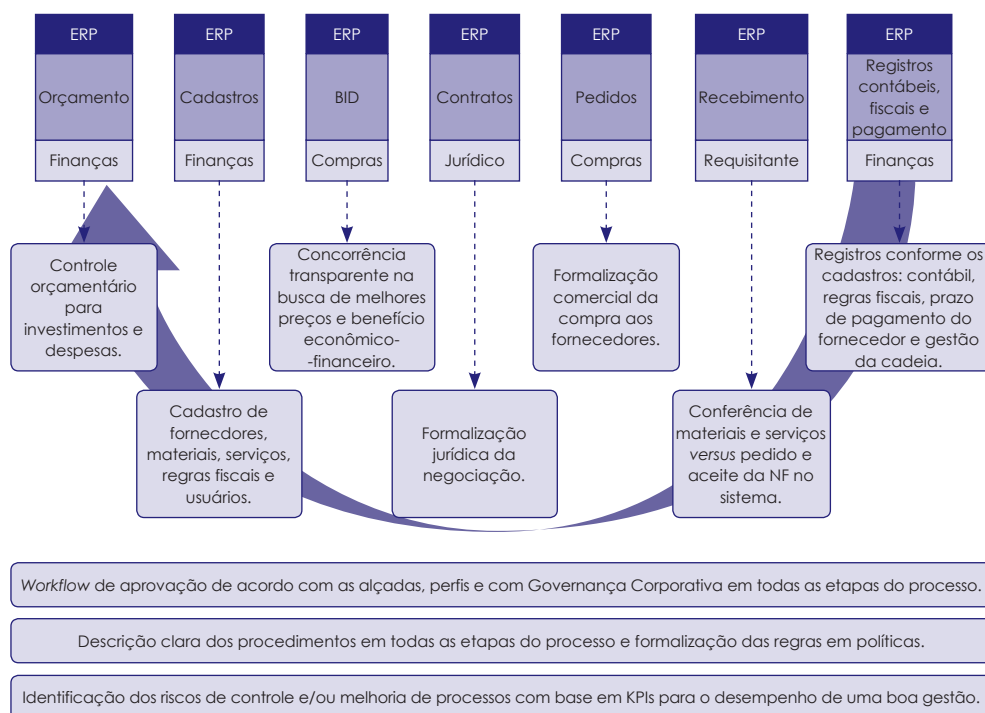 ERP
Orçamento
Finanças
ERP
Cadastros
Finanças
ERP
BID
Compras
ERP
Contratos
Jurídico
ERP
Pedidos
Compras
ERP
Recebimento
Requisitante
ERP
Registros
contábeis,
fiscais e
pagamento
Finanças
Controle
orçamentário
para
investimentos e
despesas.
Concorrência
transparente na
busca de melhores
preços e benefício
econômico-
-financeiro.
Formalização
comercial da
compra aos
fornecedores.
Registros conforme os
cadastros: contábil,
regras fiscais, prazo
de pagamento do
fornecedor e gestão
da cadeia.
Cadastro de
fornecdores,
materiais, serviços,
regras fiscais e
usuários.
Formalização
jurídica da
negociação.
Conferência de
materiais e serviços
versus pedido e
aceite da NF no
sistema.
Workflow de aprovação de acordo com as alçadas, perfis e com Governança Corporativa em todas as etapas do processo.
Descrição clara dos procedimentos em todas as etapas do processo e formalização das regras em políticas.
Identificação dos riscos de controle e/ou melhoria de processos com base em KPIs para o desempenho de uma boa gestão.